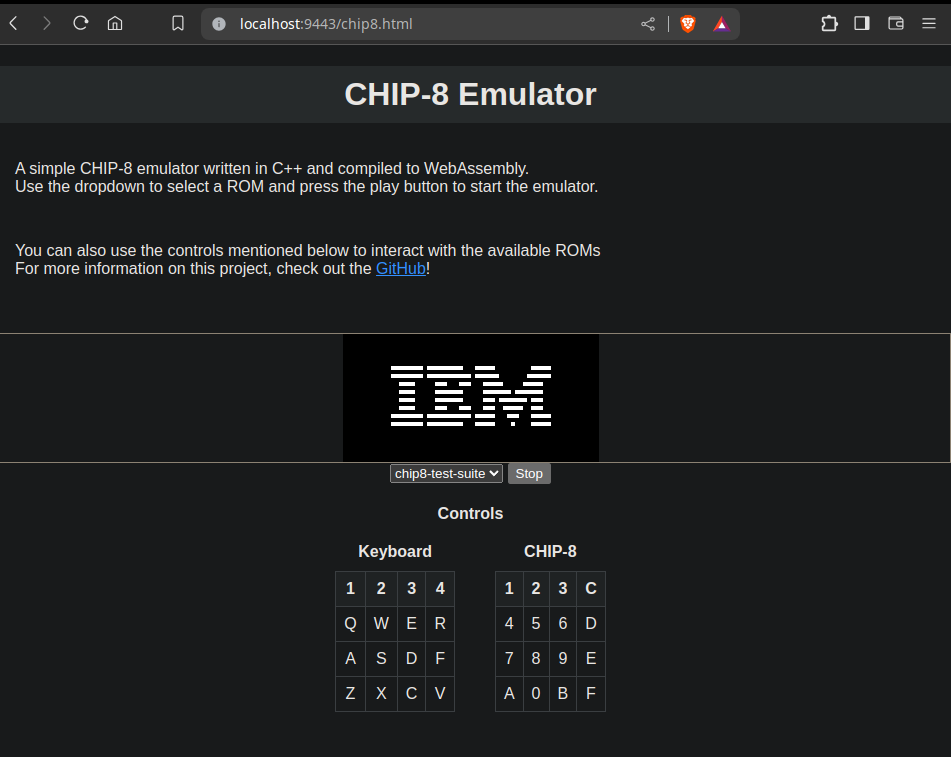 localhost:9443/chip8.html
CHIP-8 Emulator
A simple CHIP-8 emulator written in C++ and compiled to WebAssembly.
Use the dropdown to select a ROM and press the play button to start the emulator.
You can also use the controls mentioned below to interact with the available ROMs
For more information on this project, check out the GitHub!
IBM
chip8-test-suite Stop
Controls
Keyboard CHIP-8
1 2 3 4 1 2 3 C
Q W E R 4 5 6 D
A S D F 7 8 9 E
Z X C V A 0 B F